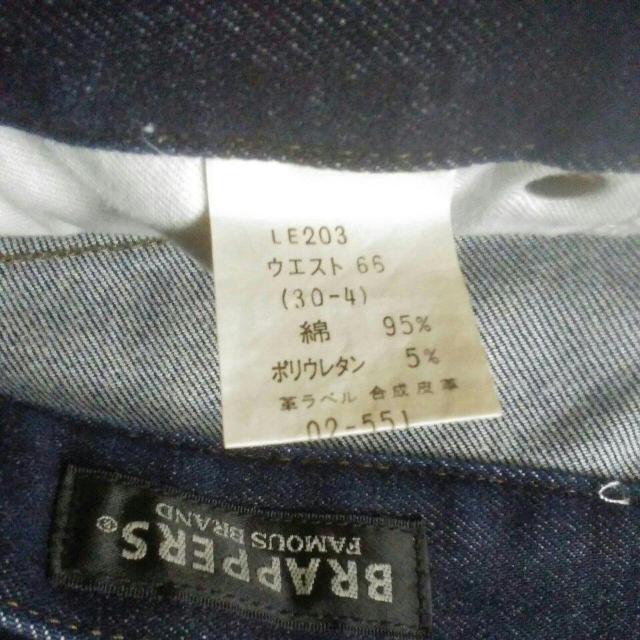 LE203
ウエスト 66
(30-4)
綿 95%
ポリウレタン 5%
革ラベル 合成皮革
02-551
BRAPPERS®
FAMOUS BRAND